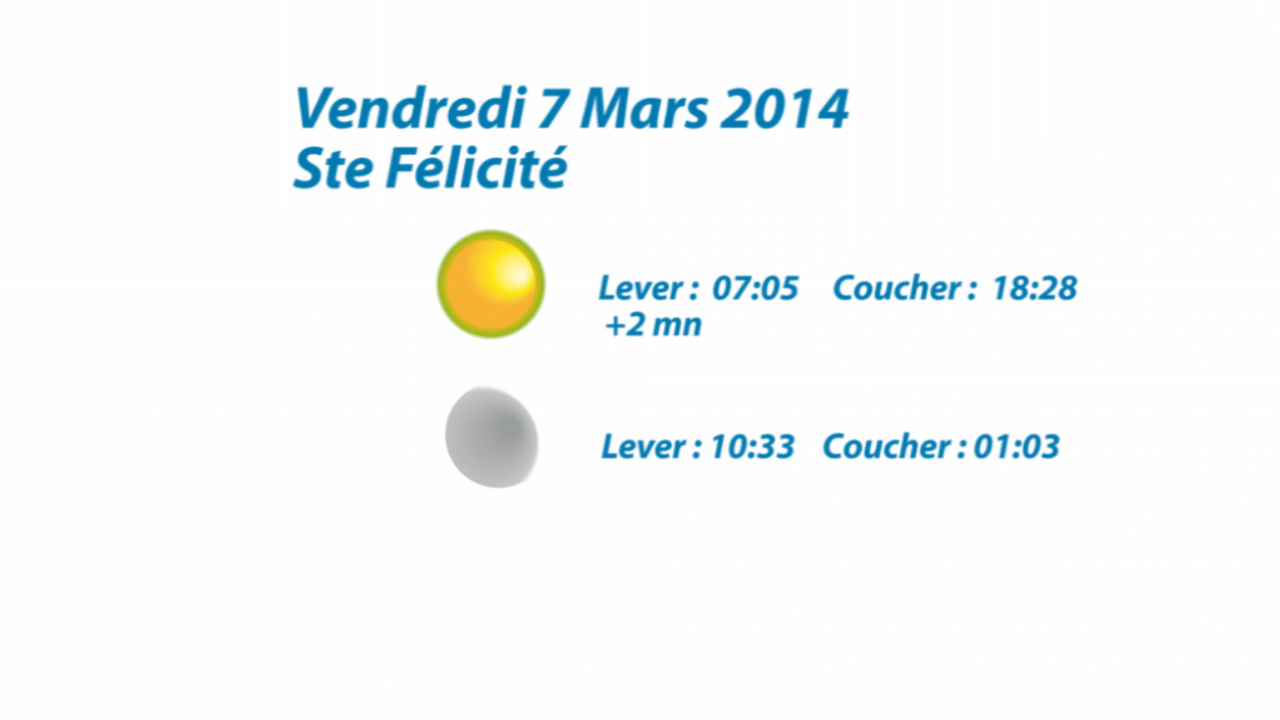 Vendredi 7 Mars 2014
Ste Félicité
Lever : 07:05 Coucher : 18:28
+2 mn
Lever : 10:33 Coucher : 01:03